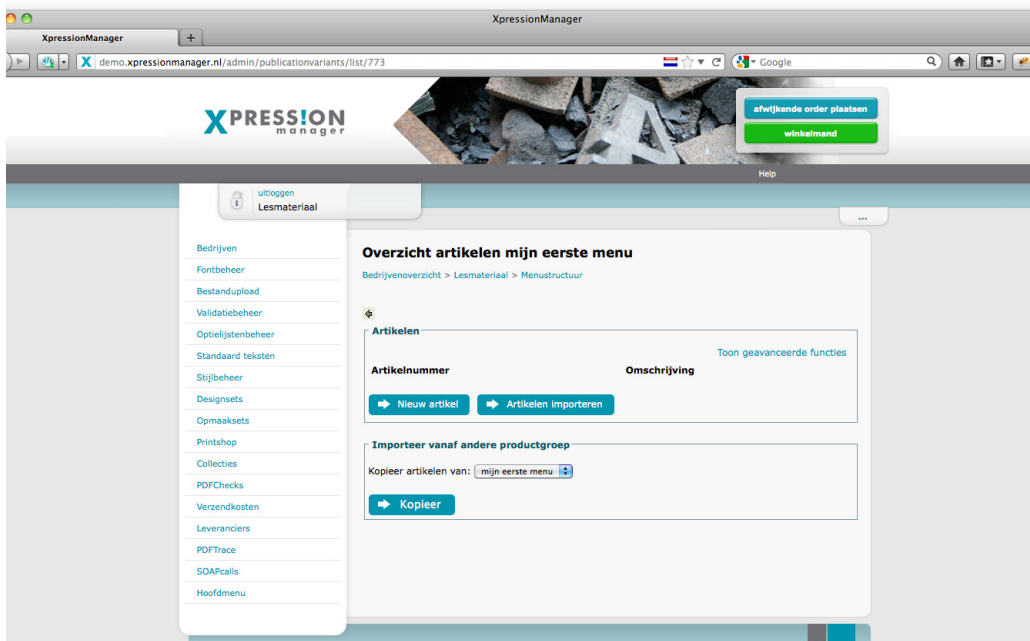 XpressionManager
XpressionManager +
X demo.xpressionmanager.nl/admin/publicationvariants/list/773 Google
XPRESS!ON
manager
afwijkende order plaatsen
winkelmand
Help
uitloggen
Lesmateriaal
...
Bedrijven
Fontbeheer
Bestandupload
Validatiebeheer
Optielijstenbeheer
Standaard teksten
Stijlbeheer
Designsets
Opmaaksets
Printshop
Collecties
PDFChecks
Verzendkosten
Leveranciers
PDFTrace
SOAPcalls
Hoofdmenu
Overzicht artikelen mijn eerste menu
Bedrijvenoverzicht > Lesmateriaal > Menustructuur
Artikelen
Toon geavanceerde functies
Artikelnummer Omschrijving
Nieuw artikel Artikelen importeren
Importeer vanaf andere productgroep
Kopieer artikelen van: mijn eerste menu
Kopieer